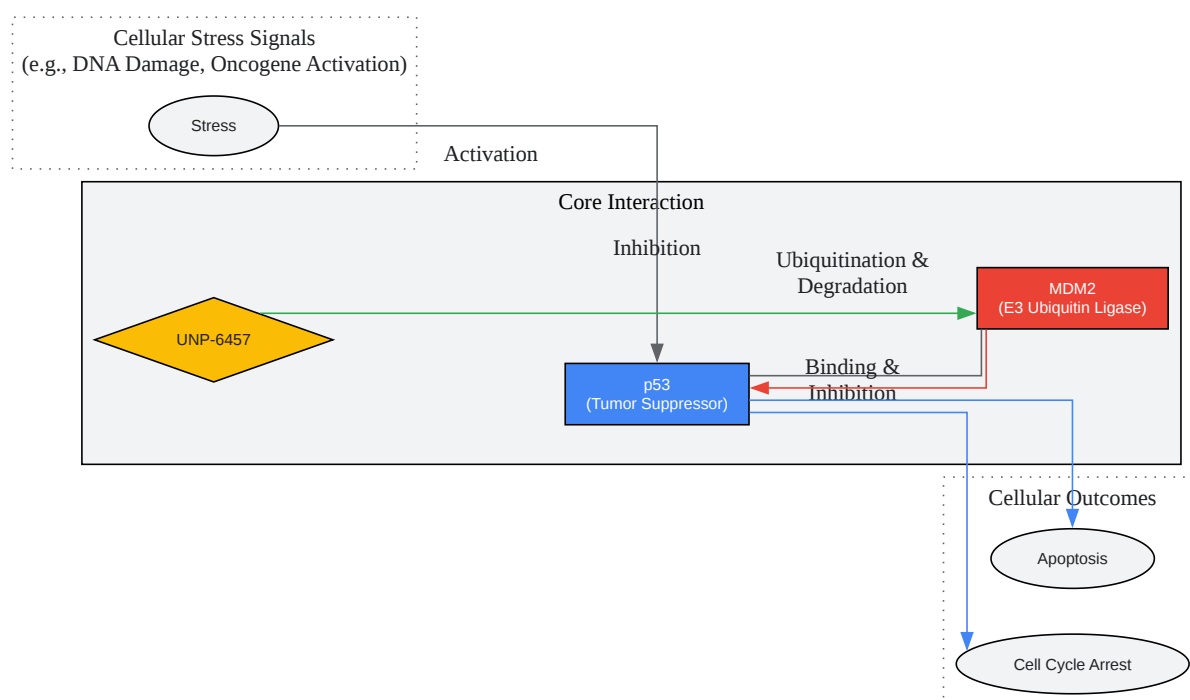 Cellular Stress Signals
(e.g., DNA Damage, Oncogene Activation)
Stress
Activation
Core Interaction
Inhibition
Ubiquitination &
Degradation
MDM2
(E3 Ubiquitin Ligase)
UNP-6457
Binding &
Inhibition
p53
(Tumor Suppressor)
Cellular Outcomes
Apoptosis
Cell Cycle Arrest